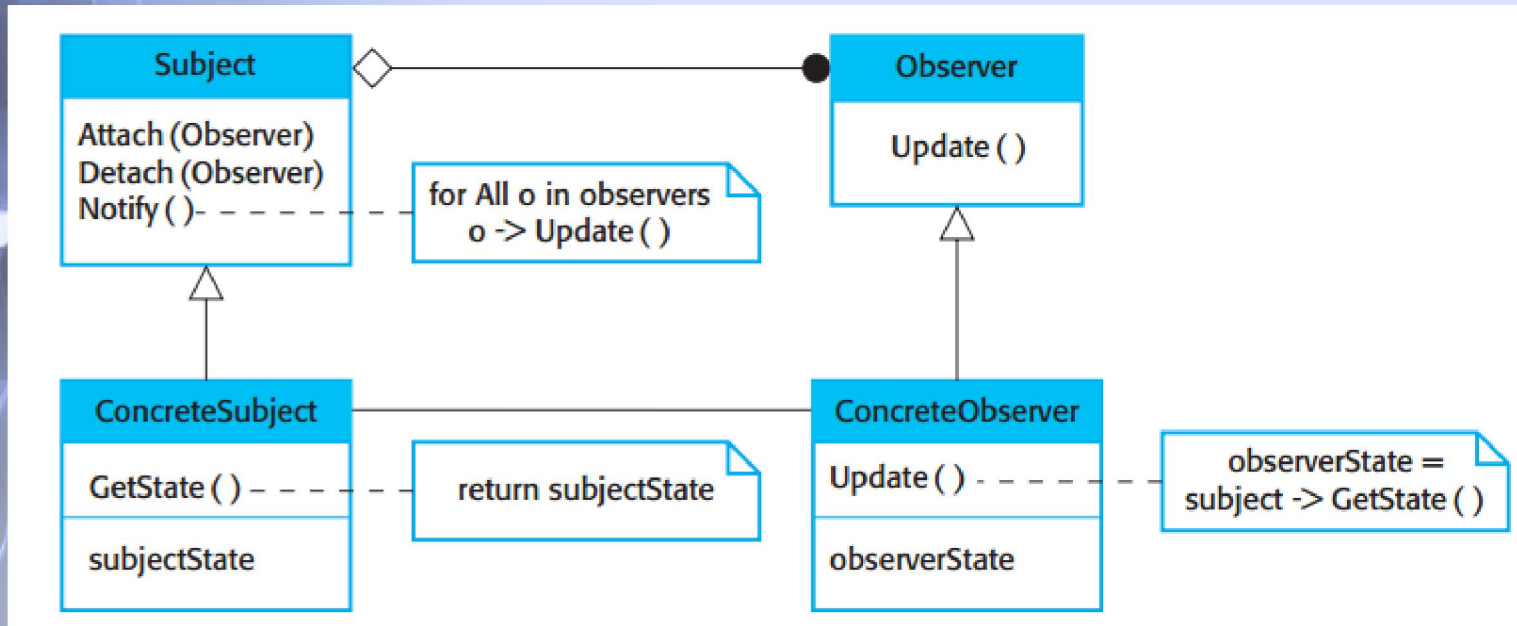 Subject
Attach (Observer)
Detach (Observer)
Notify ( )
for All o in observers
o -> Update ( )
Observer
Update ( )
ConcreteSubject
GetState ( )
subjectState
return subjectState
ConcreteObserver
Update ( )
observerState
observerState =
subject -> GetState ( )